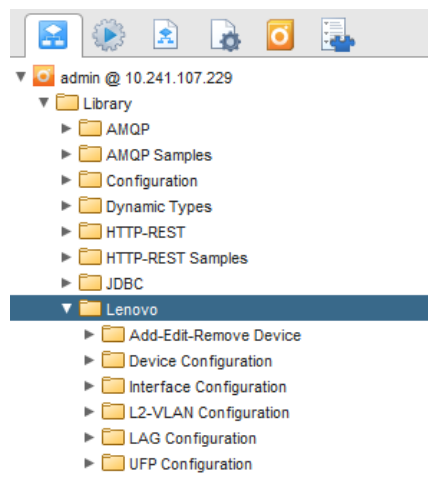 admin @ 10.241.107.229
Library
AMQP
AMQP Samples
Configuration
Dynamic Types
HTTP-REST
HTTP-REST Samples
JDBC
Lenovo
Add-Edit-Remove Device
Device Configuration
Interface Configuration
L2-VLAN Configuration
LAG Configuration
UFP Configuration